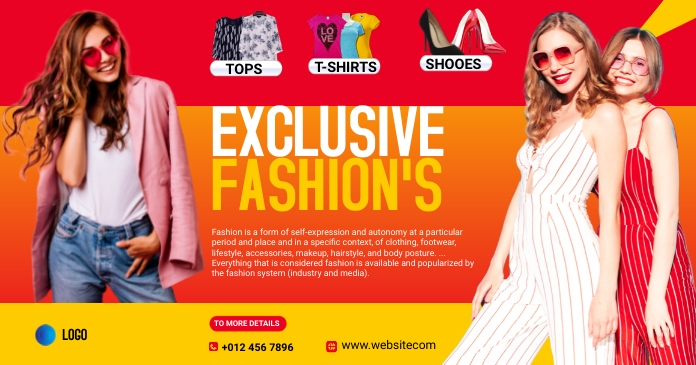 TOPS
T-SHIRTS
SHOOES
LOVE
EXCLUSIVE
FASHION'S
Fashion is a form of self-expression and autonomy at a particular
period and place and in a specific context, of clothing, footwear,
lifestyle, accessories, makeup, hairstyle, and body posture. ...
Everything that is considered fashion is available and popularized by
the fashion system (industry and media).
LOGO
TO MORE DETAILS
+012 456 7896
www.websitecom